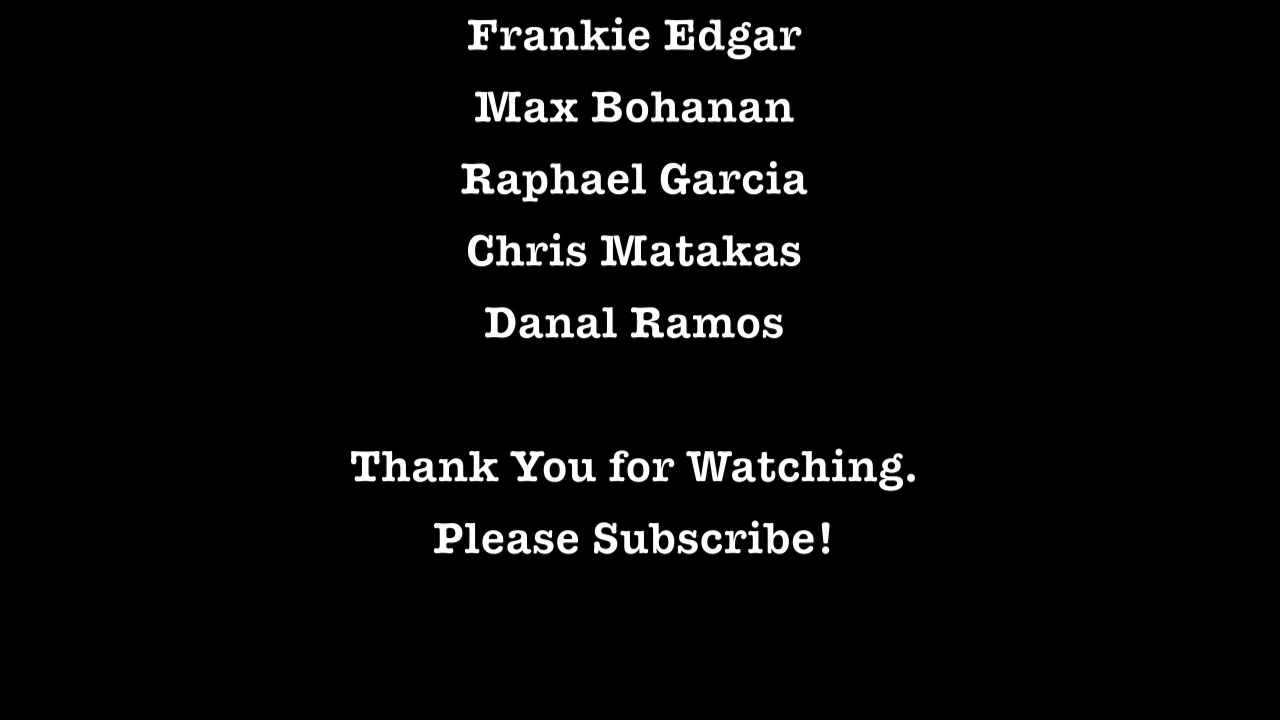 Frankie Edgar
Max Bohanan
Raphael Garcia
Chris Matakas
Danal Ramos
Thank You for Watching.
Please Subscribe!